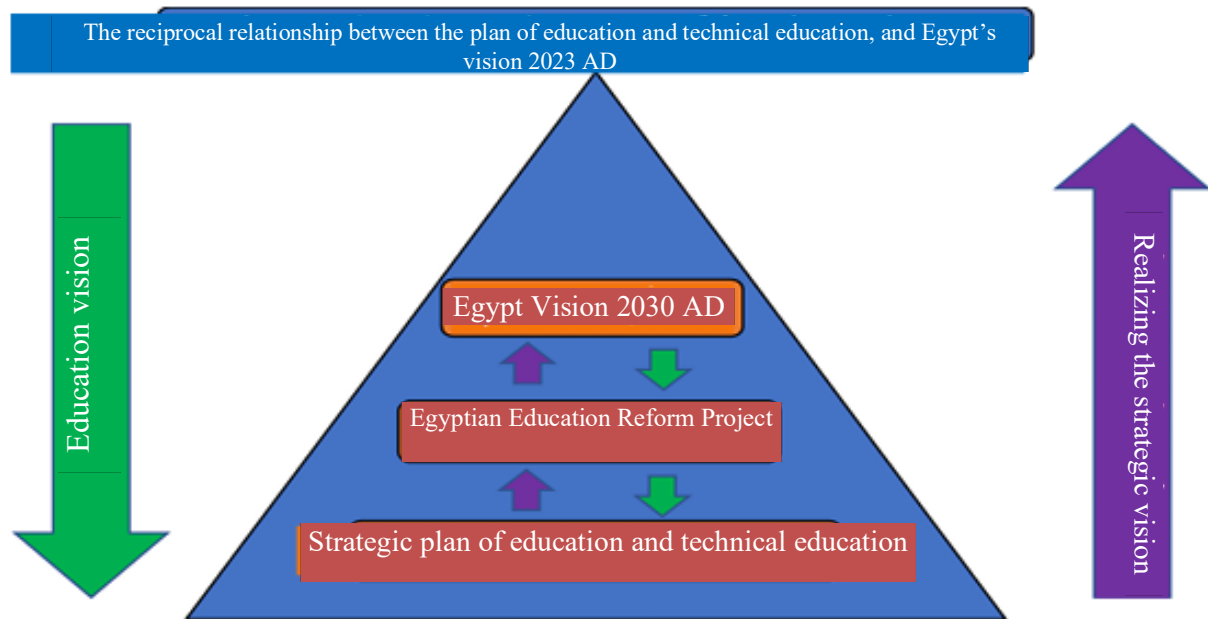 The reciprocal relationship between the plan of education and technical education, and Egypt’s
vision 2023 AD
Education vision
Egypt Vision 2030 AD
Egyptian Education Reform Project
Strategic plan of education and technical education
Realizing the strategic vision